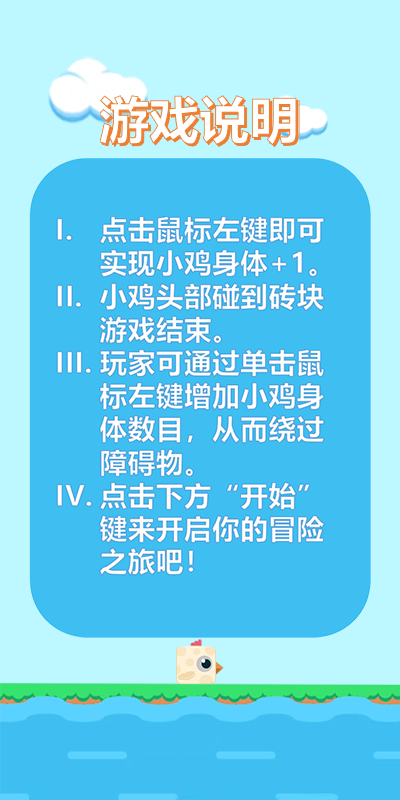 游戏说明
I. 点击鼠标左键即可
实现小鸡身体+1。
II. 小鸡头部碰到砖块
游戏结束。
III. 玩家可通过单击鼠
标左键增加小鸡身
体数目，从而绕过
障碍物。
IV. 点击下方“开始”
键来开启你的冒险
之旅吧！